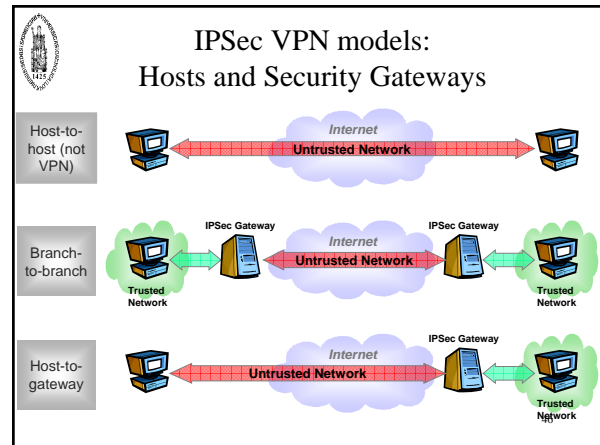 IPSec VPN models:
Hosts and Security Gateways
1425
Host-to-
host (not
VPN)
Internet
Untrusted Network
Branch-
to-branch
IPSec Gateway
Internet
IPSec Gateway
Untrusted Network
Trusted
Network
Trusted
Network
Host-to-
gateway
Internet
IPSec Gateway
Untrusted Network
Trusted
Network